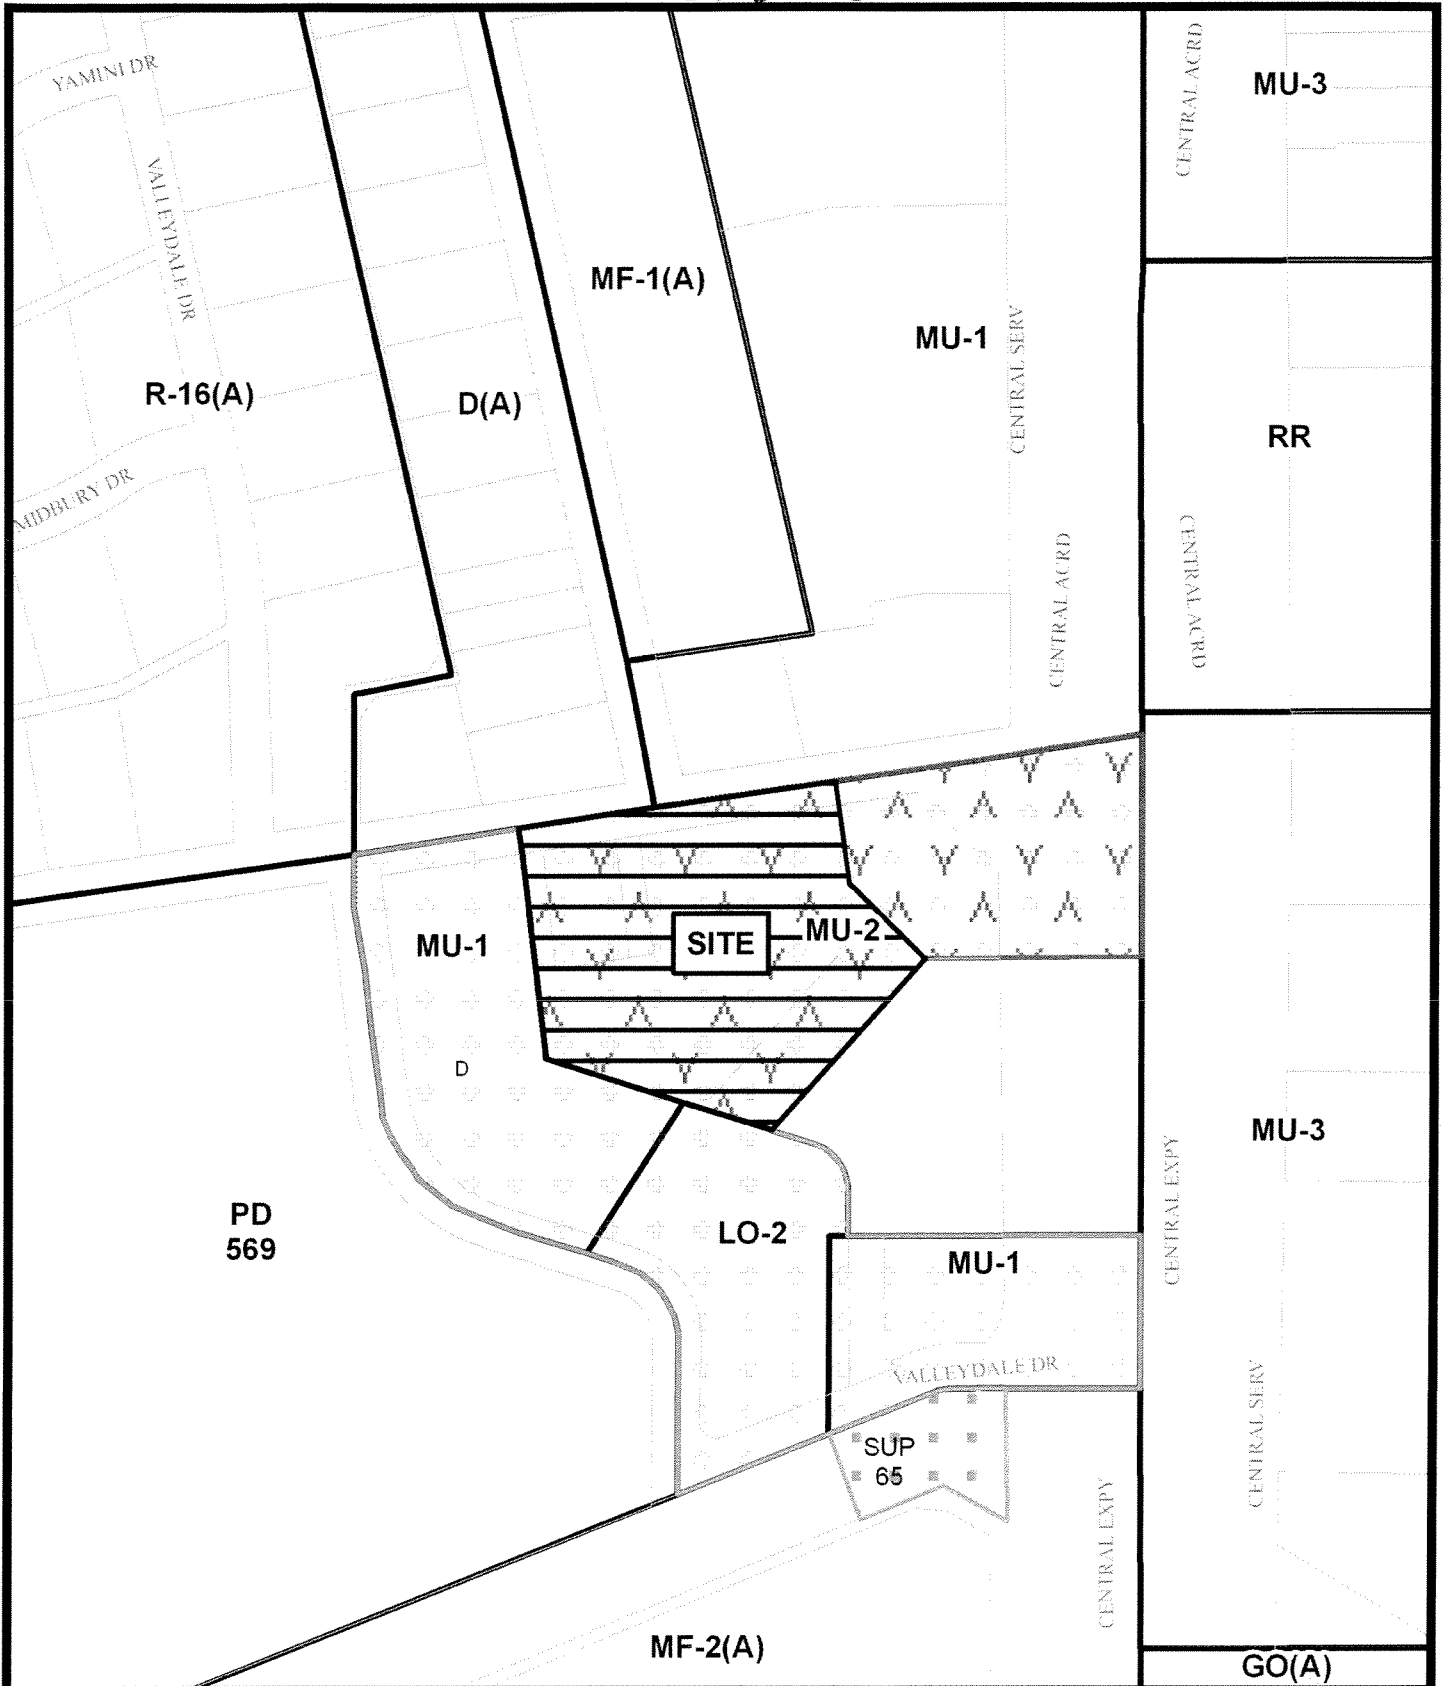 YAMINI DR
CENTRAL ACRD
MU-3
VALLEYDALE DR
MF-1(A)
MU-1
CENTRAL SERV
R-16(A)
D(A)
RR
MIDBURY DR
CENTRAL ACRD
CENTRAL ACRD
MU-1
SITE
MU-2
D
MU-3
PD
569
LO-2
MU-1
CENTRAL EXPY
VALLEYDALE DR
CENTRAL SERV
SUP
65
CENTRAL EXPY
MF-2(A)
GO(A)